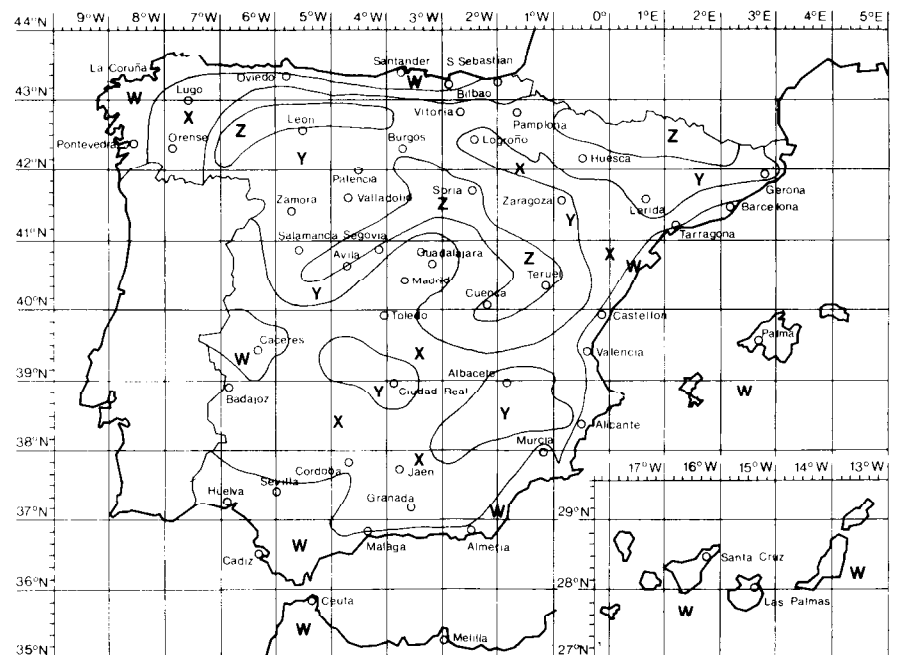 44°N 9°W 8°W 7°W 6°W 5°W 4°W 3°W 2°W 1°W 0° 1°E 2°E 3°E 4°E 5°E
La Coruña Oviedo Santander S Sebastian
W W
43°N Lugo Bilbao
X Leon Vitoria Pamplona
Z Z
Pontevedra Orense Burgos Logroño Huesca
Y
42°N X Y
Palencia Gerona
Zamora Valladolid Soria Zaragoza Lerida Barcelona
Z Y
Tarragona
41°N Salamanca Segovia
Avila Guadalajara Z X W
Madrid Teruel
Y Cuenca
40°N Toledo Castellon Palma
Caceres X Valencia
W
39°N Albacete
Badajoz Y Ciudad Real W
X Y Alicante
Murcia
38°N 17°W 16°W 15°W 14°W 13°W
Cordoba X Jaen
Huelva Sevilla Granada
W
37°N 29°N
W Malaga Almeria Santa Cruz
Cadiz W
36°N 28°N
Ceuta W Las Palmas
W
35°N Melilla 27°N